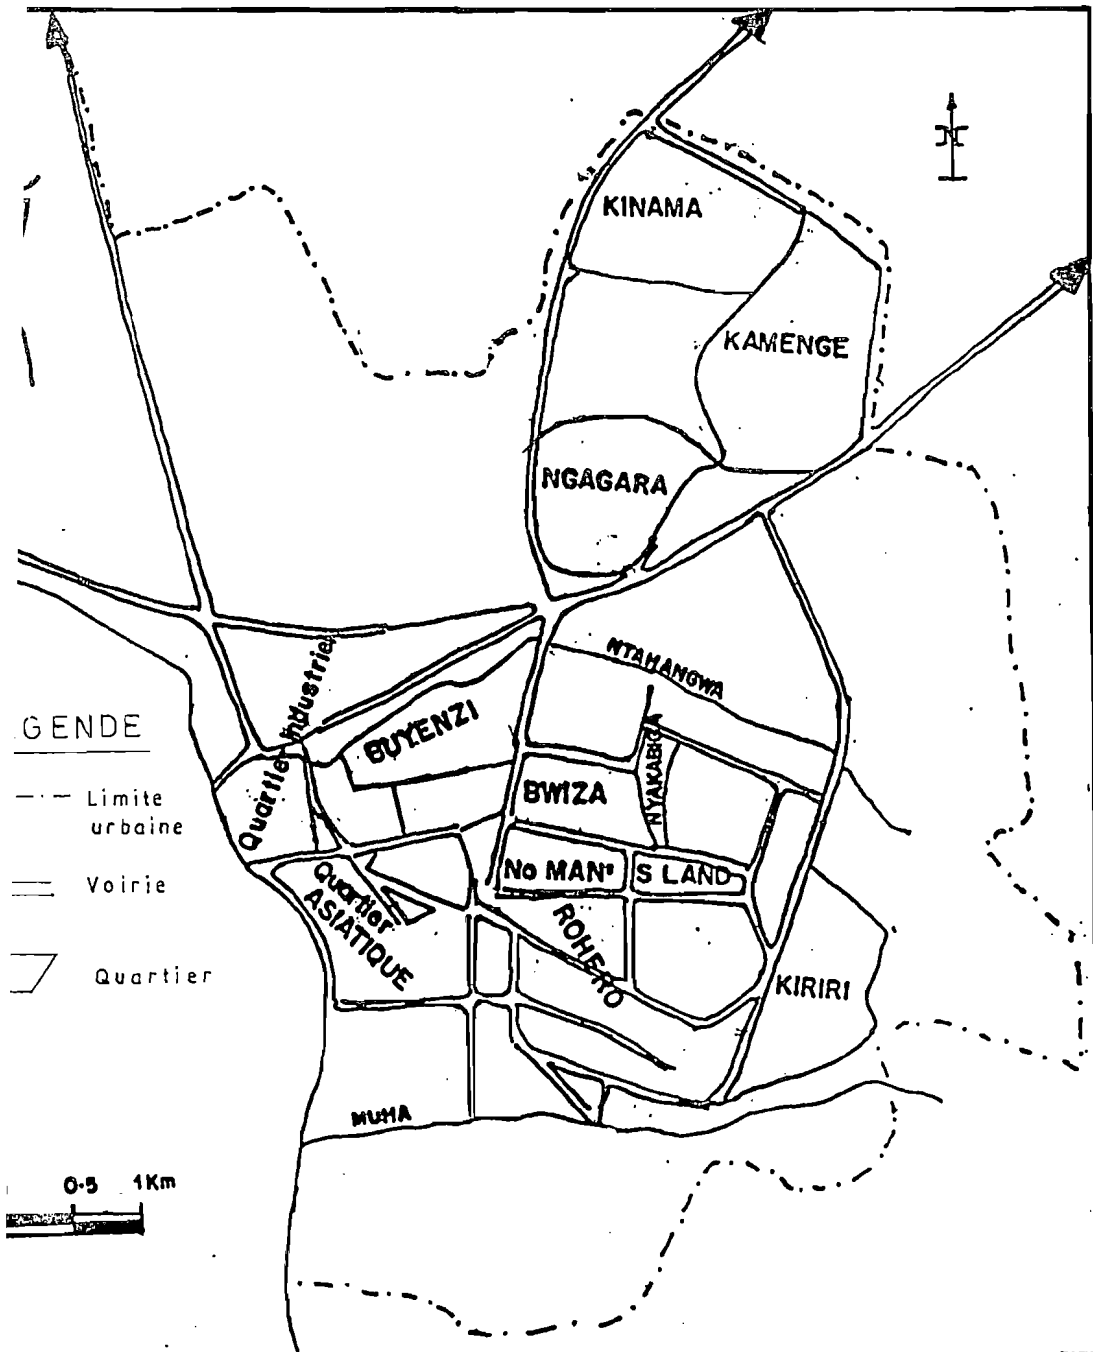 N
KINAMA
KAMENGE
NGAGARA
NTAHANGWA
Quartier Industriel
BUYENZI
NYAKABIGA
BWIZA
No MAN'S LAND
Quartier
ASIATIQUE
ROHERO
KIRIRI
MUHA
GENDE
Limite
urbaine
Voirie
Quartier
0.5 1Km